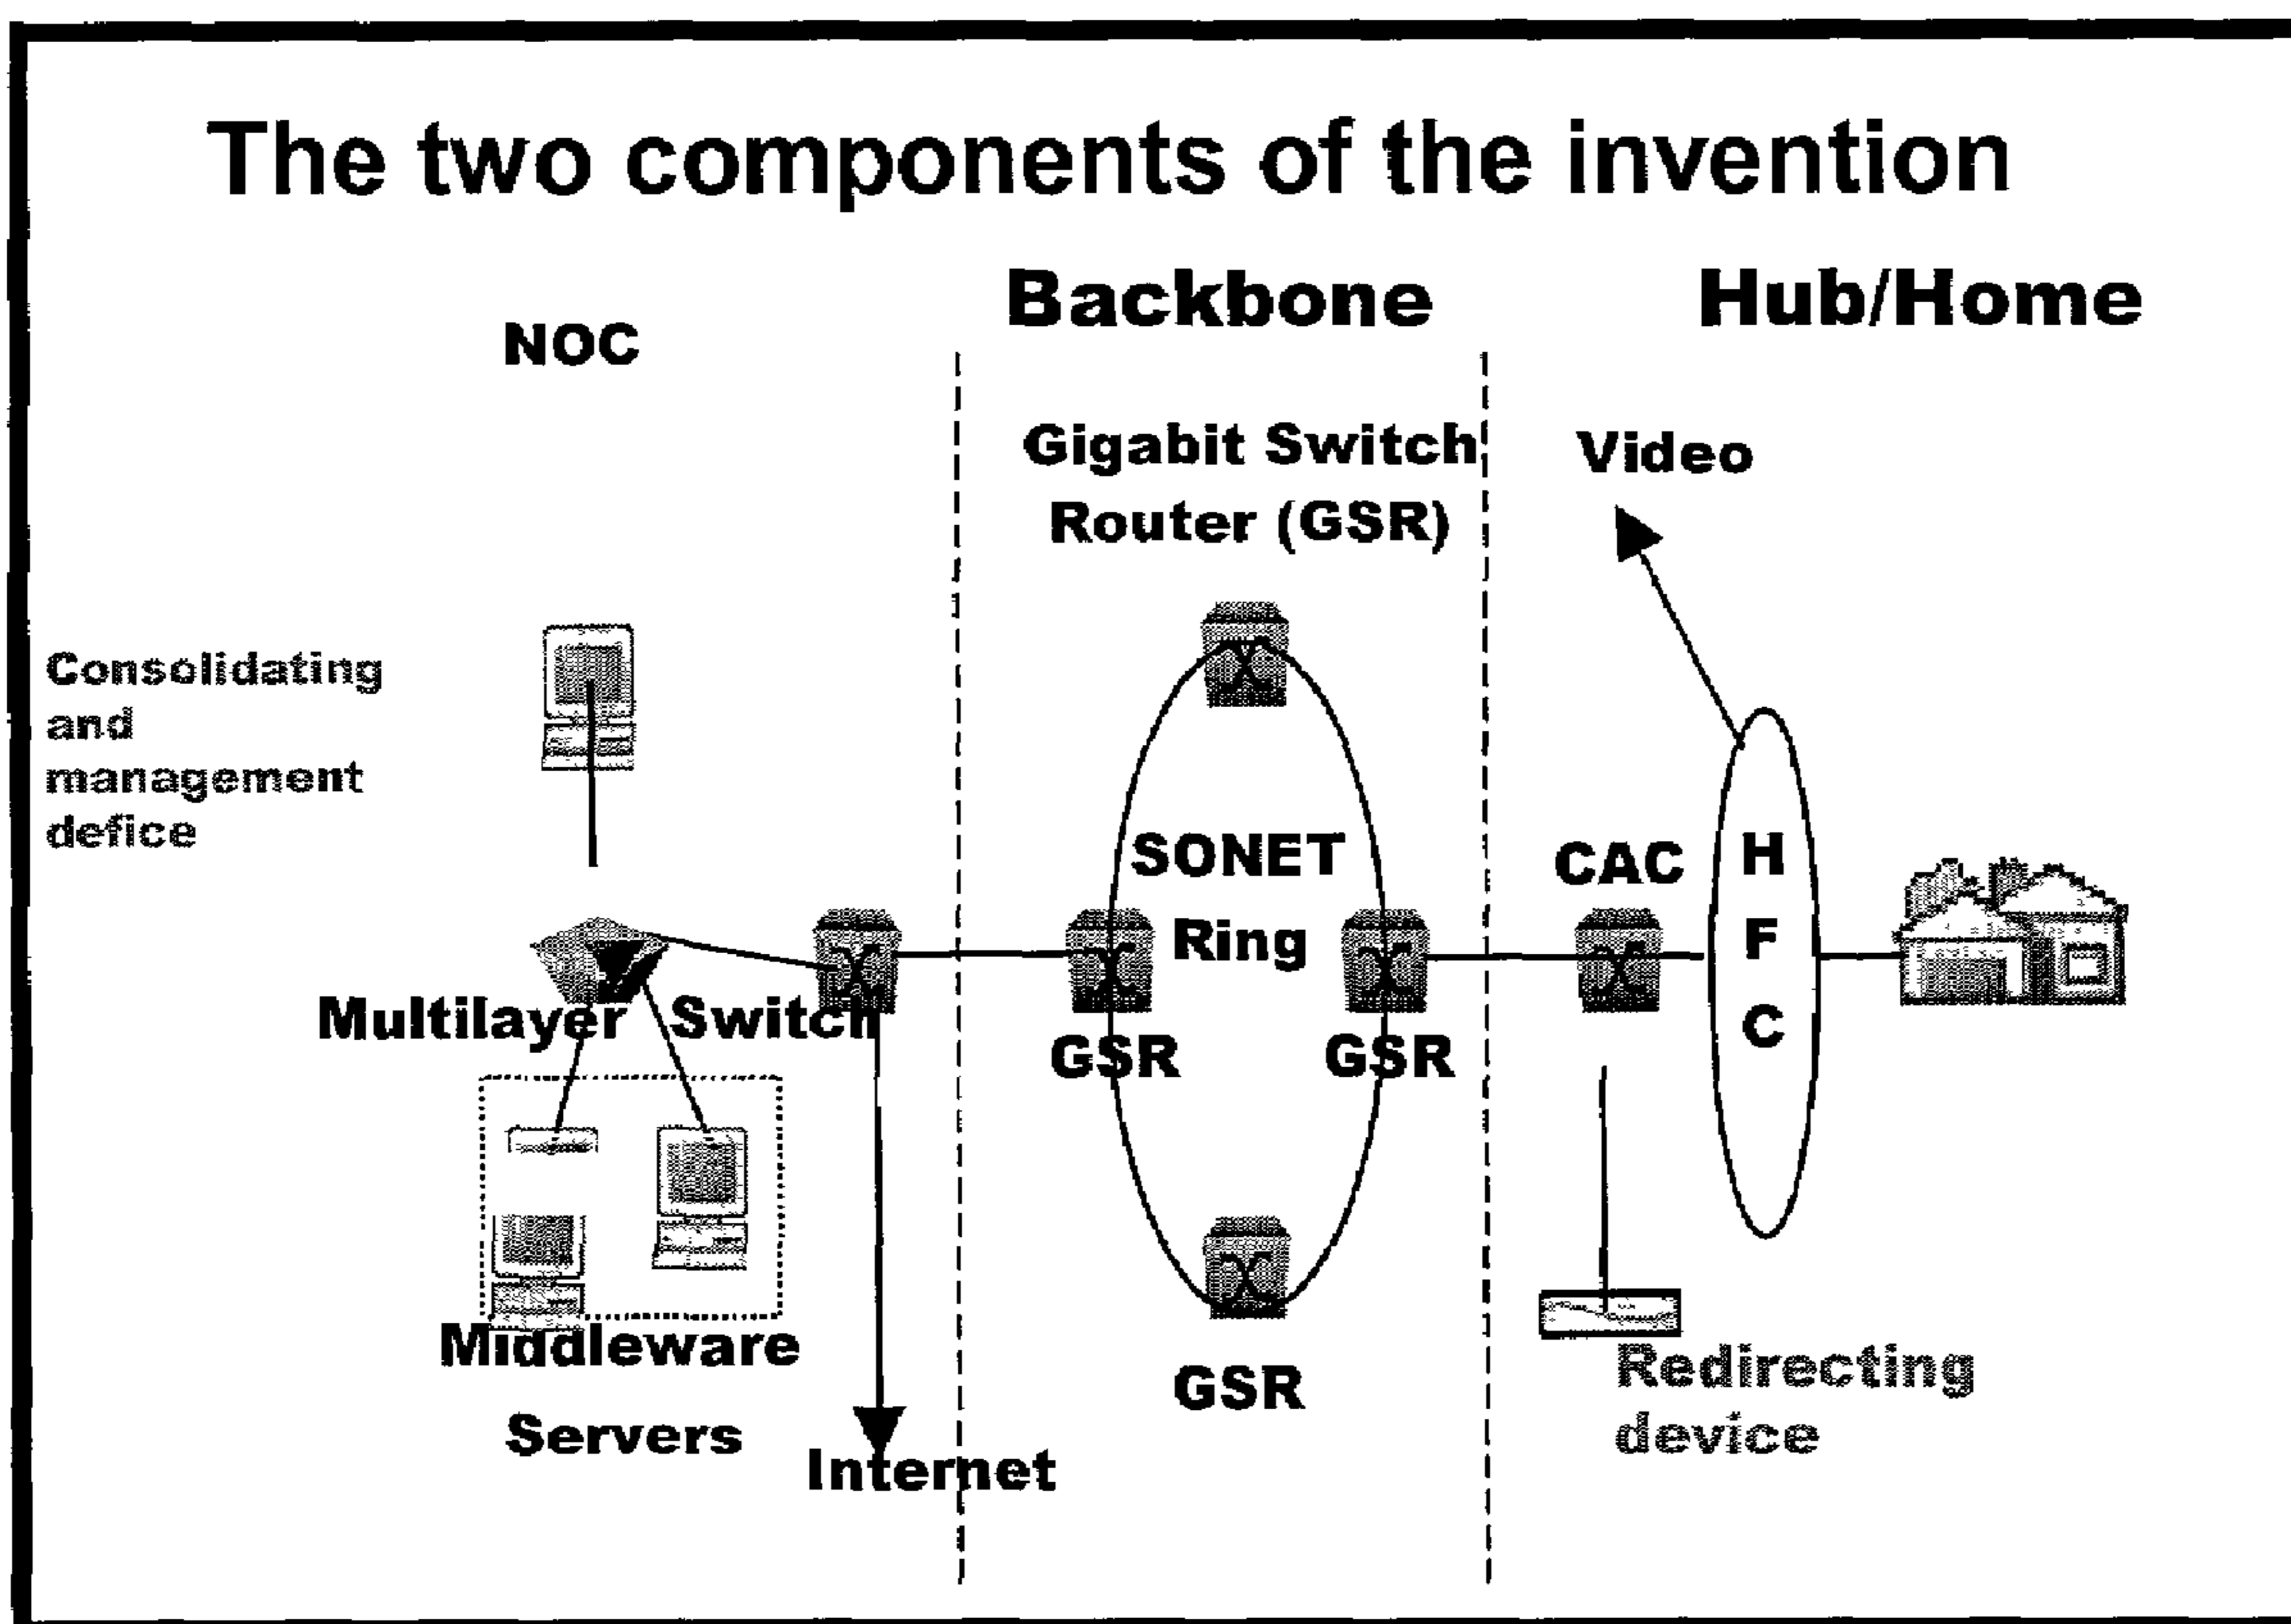 The two components of the invention
NOC
Backbone
Hub/Home
Gigabit Switch
Router (GSR)
Video
Consolidating
and
management
defice
SONET
Ring
CAC
H
F
C
Multilayer Switch
GSR
GSR
Middleware
Servers
GSR
Internet
Redirecting
device